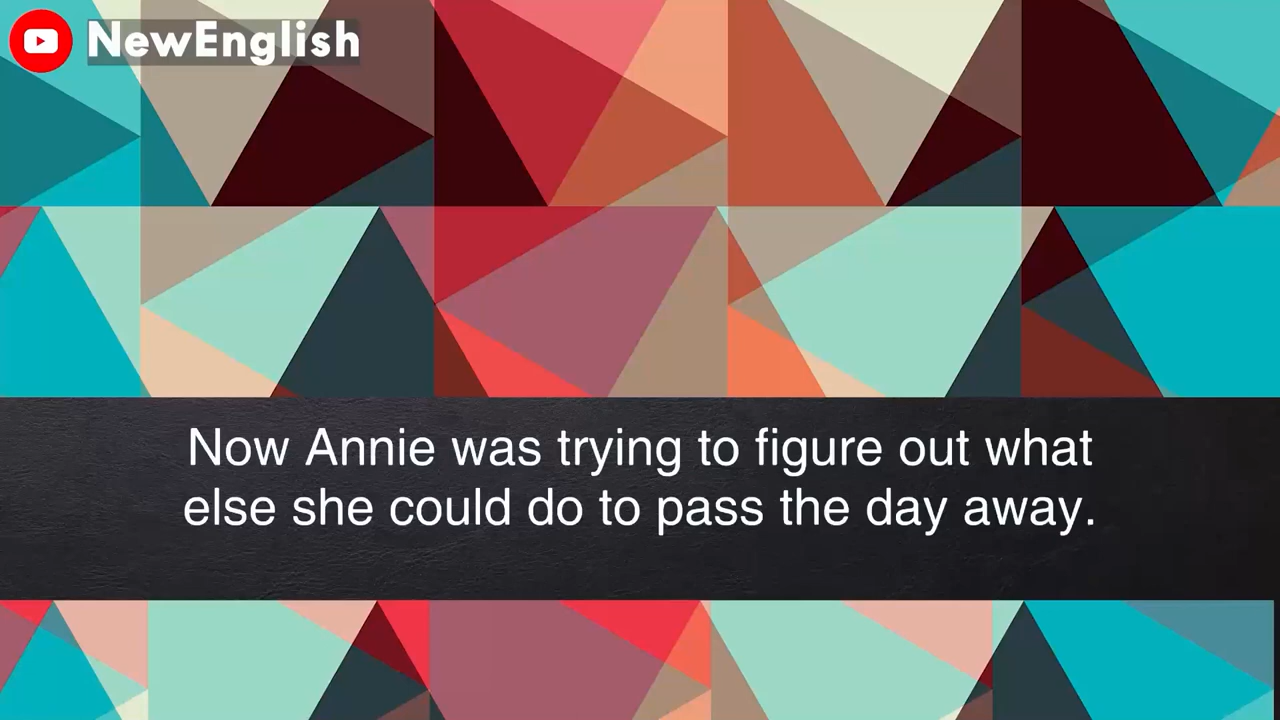 NewEnglish
Now Annie was trying to figure out what
else she could do to pass the day away.